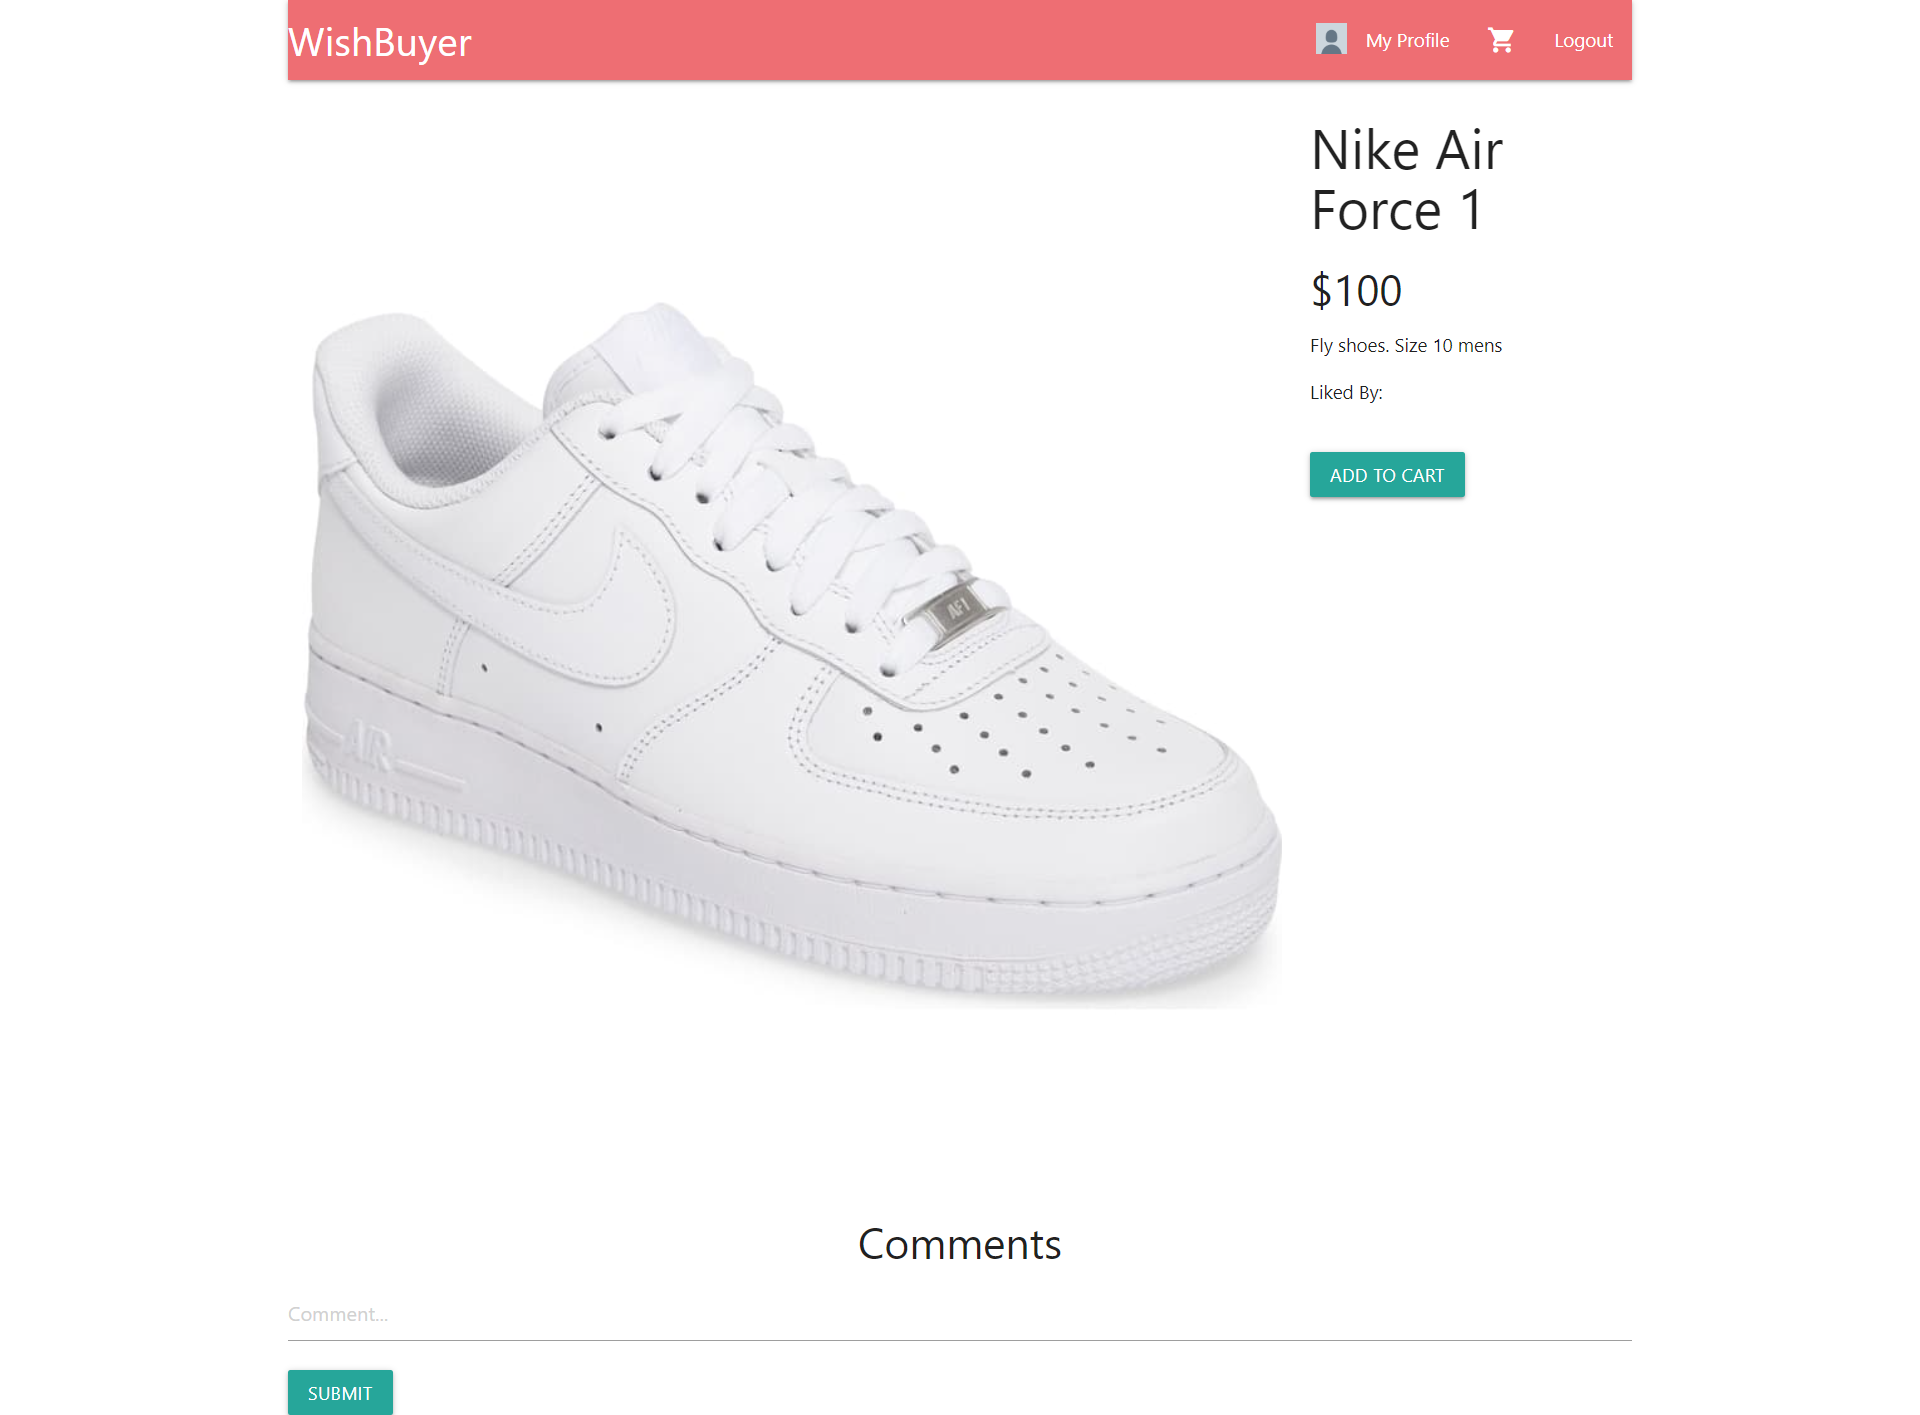 WishBuyer
My Profile
Logout
Nike Air
Force 1
$100
Fly shoes. Size 10 mens
Liked By:
ADD TO CART
AF1
AIR
Comments
Comment...
SUBMIT